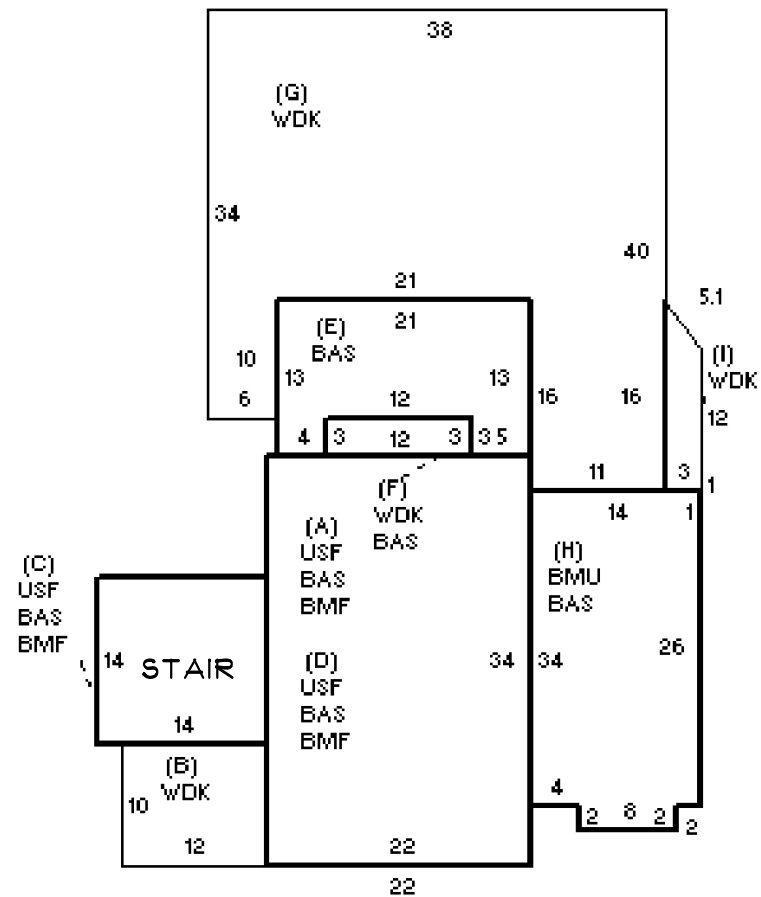 38
(G)
WDK
34
40
21
5.1
21
(E)
BAS
(I)
WDK
10
13
13
6
12
16
16
12
4
3
12
3
3
5
11
3
1
(F)
WDK
BAS
14
1
(A)
USF
BAS
BMF
(H)
BMU
BAS
(C)
USF
BAS
BMF
14
STAIR
(D)
USF
BAS
BMF
34
34
26
14
(B)
WDK
10
4
2
8
2
2
12
22
22